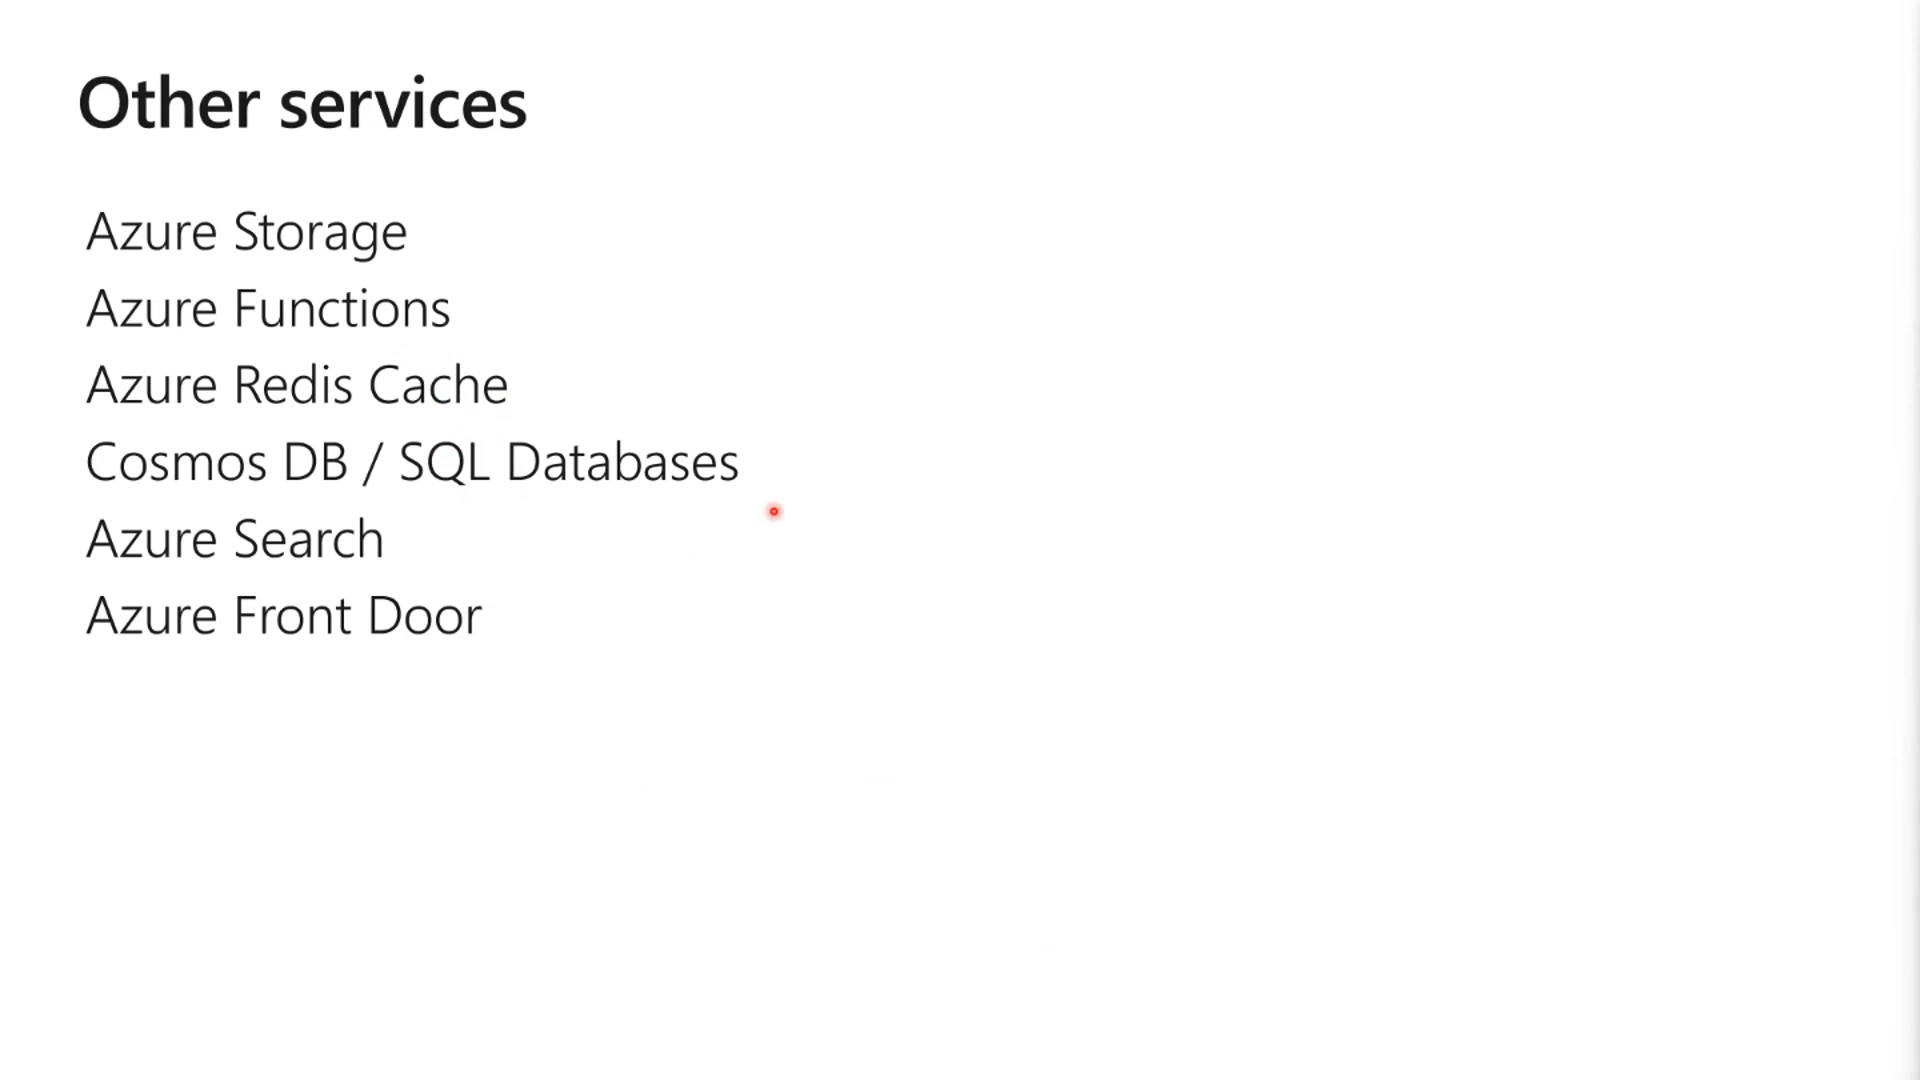 Other services
Azure Storage
Azure Functions
Azure Redis Cache
Cosmos DB / SQL Databases
Azure Search
Azure Front Door